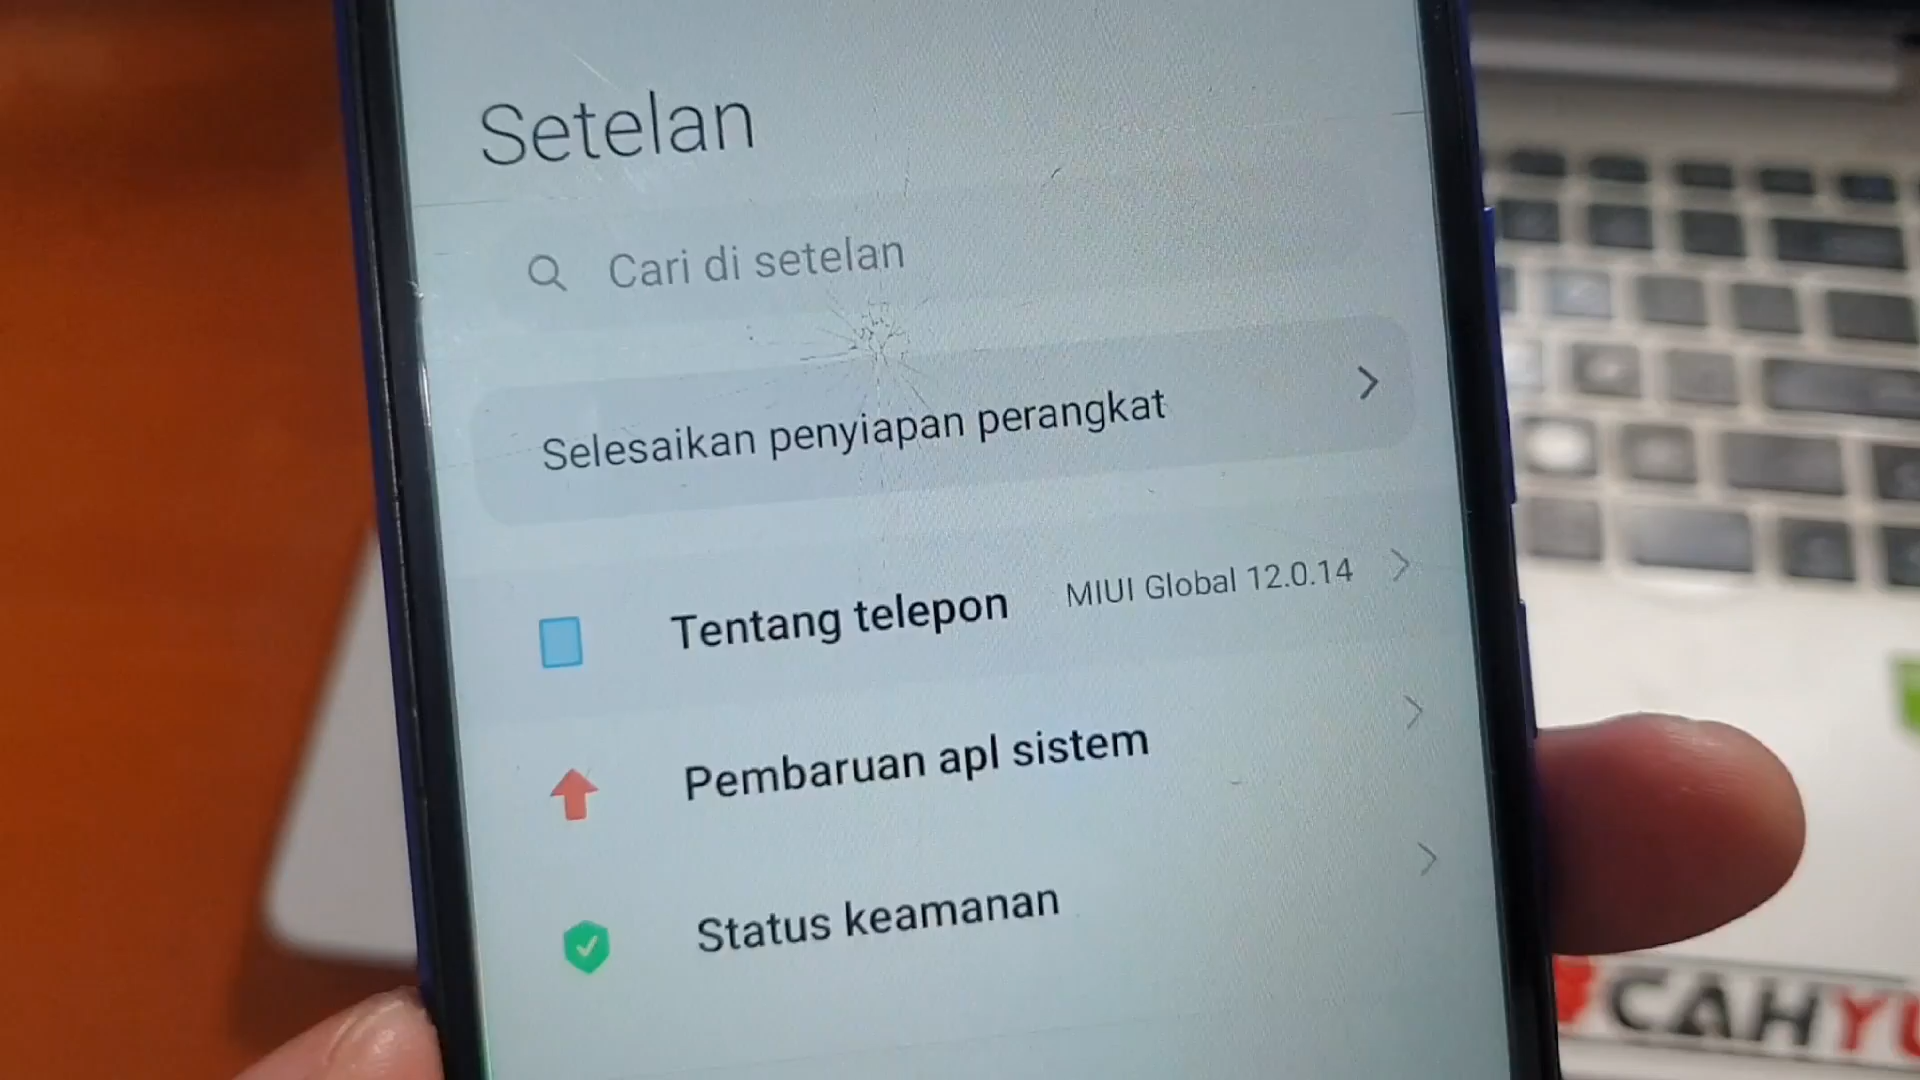 Setelan
Cari di setelan
Selesaikan penyiapan perangkat
Tentang telepon MIUI Global 12.0.14
Pembaruan apl sistem
Status keamanan
CAHYU